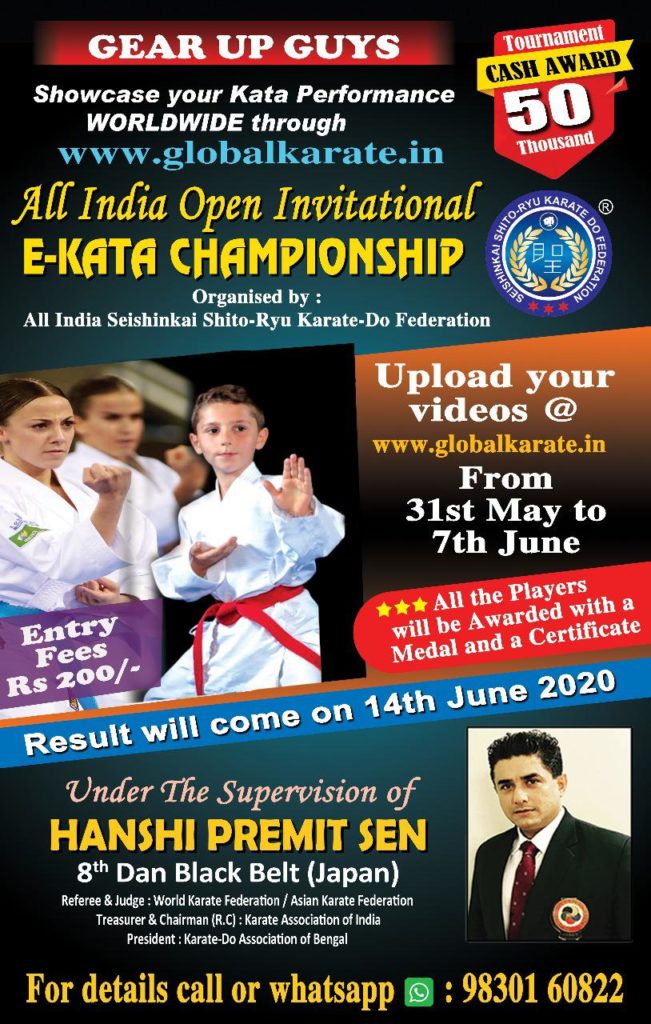 GEAR UP GUYS
Tournament
CASH AWARD
50
Thousand
Showcase your Kata Performance
WORLDWIDE through
www.globalkarate.in
All India Open Invitational
E-KATA CHAMPIONSHIP
Organised by :
All India Seishinkai Shito-Ryu Karate-Do Federation
SEISHINKAI SHITO-RYU KARATE DO FEDERATION
®
Upload your
videos @
www.globalkarate.in
From
31st May to
7th June
All the Players
will be Awarded with a
Medal and a Certificate
Entry
Fees
Rs 200/-
Result will come on 14th June 2020
Under The Supervision of
HANSHI PREMIT SEN
8th Dan Black Belt (Japan)
Referee & Judge : World Karate Federation / Asian Karate Federation
Treasurer & Chairman (R.C) : Karate Association of India
President : Karate-Do Association of Bengal
For details call or whatsapp : 98301 60822